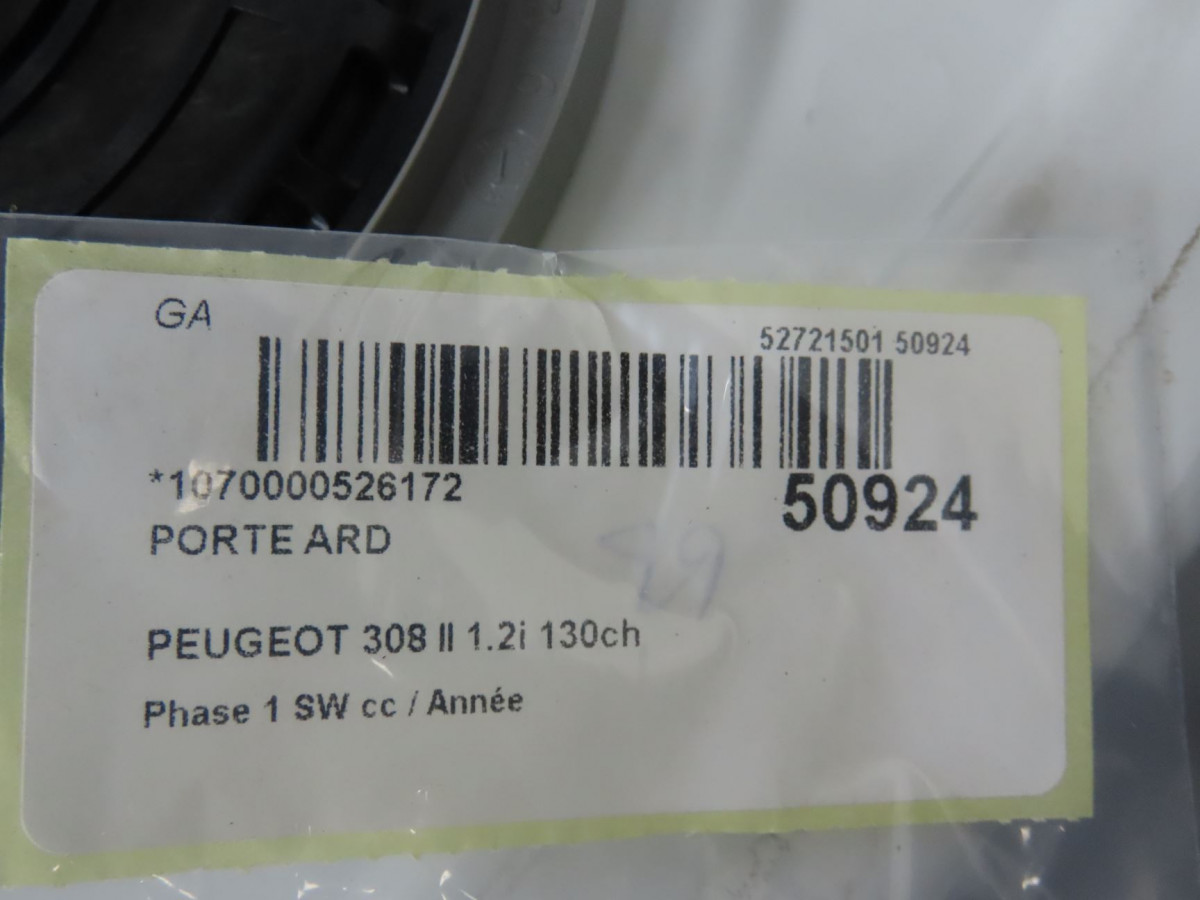 GA
52721501 50924
*1070000526172
50924
PORTE ARD
PEUGEOT 308 II 1.2i 130ch
Phase 1 SW cc / Année